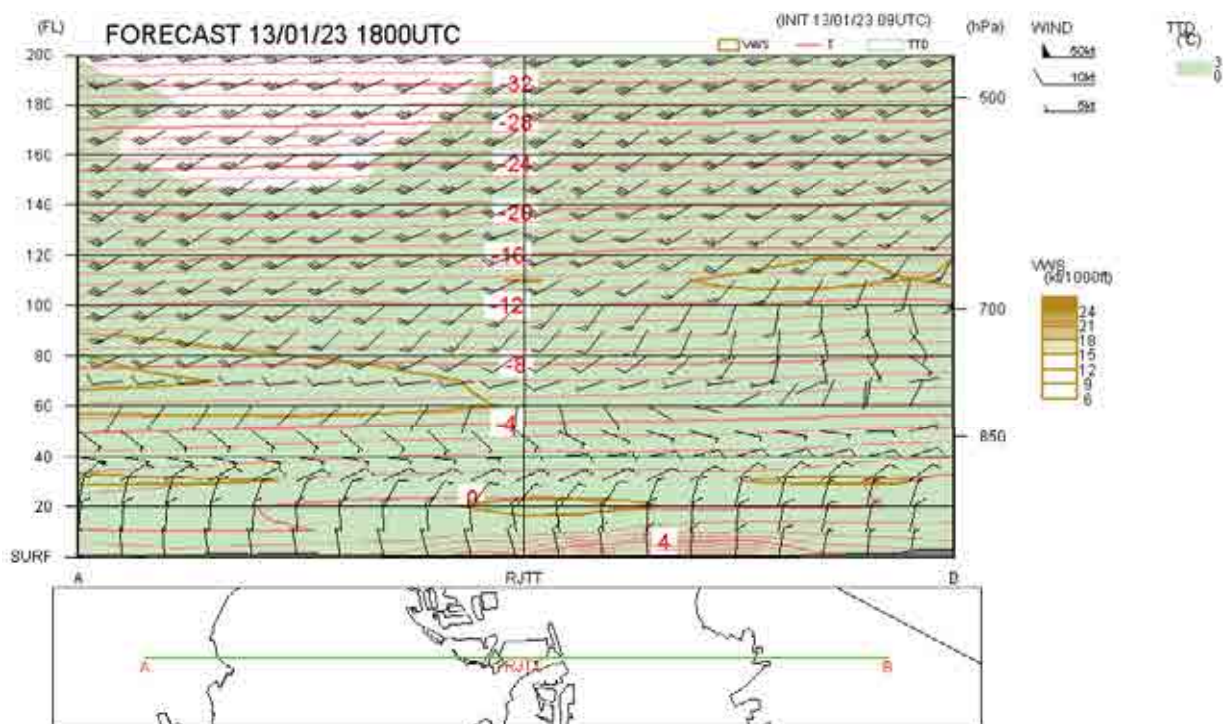 (FL)
FORECAST 13/01/23 1800UTC
(INIT 13/01/23 09UTC)
VWS T TTD
(hPa)
WIND
50kt
10kt
5kt
TTD
(℃)
3
0
200
180
160
140
120
100
80
60
40
20
SURF
-32
-28
-24
-20
-16
-12
-8
-4
0
4
500
700
850
VWS
(kt/1000ft)
24
21
18
15
12
9
6
A RJTT
A RJTT B